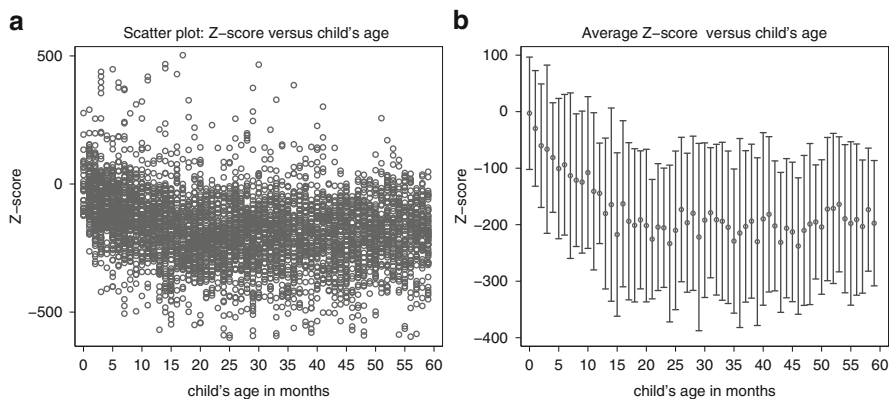 a
Scatter plot: Z-score versus child's age
Z-score
500
0
−500
0 5 10 15 20 25 30 35 40 45 50 55 60
child's age in months
b
Average Z-score versus child's age
Z-score
100
0
−100
−200
−300
−400
0 5 10 15 20 25 30 35 40 45 50 55 60
child's age in months